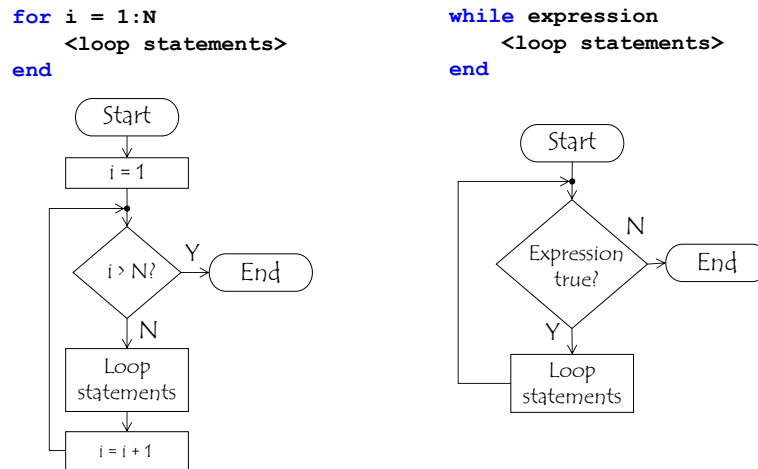 for i = 1:N
<loop statements>
end
Start
i = 1
i > N?
Y
End
N
Loop
statements
i = i + 1
while expression
<loop statements>
end
Start
Expression
true?
N
End
Y
Loop
statements